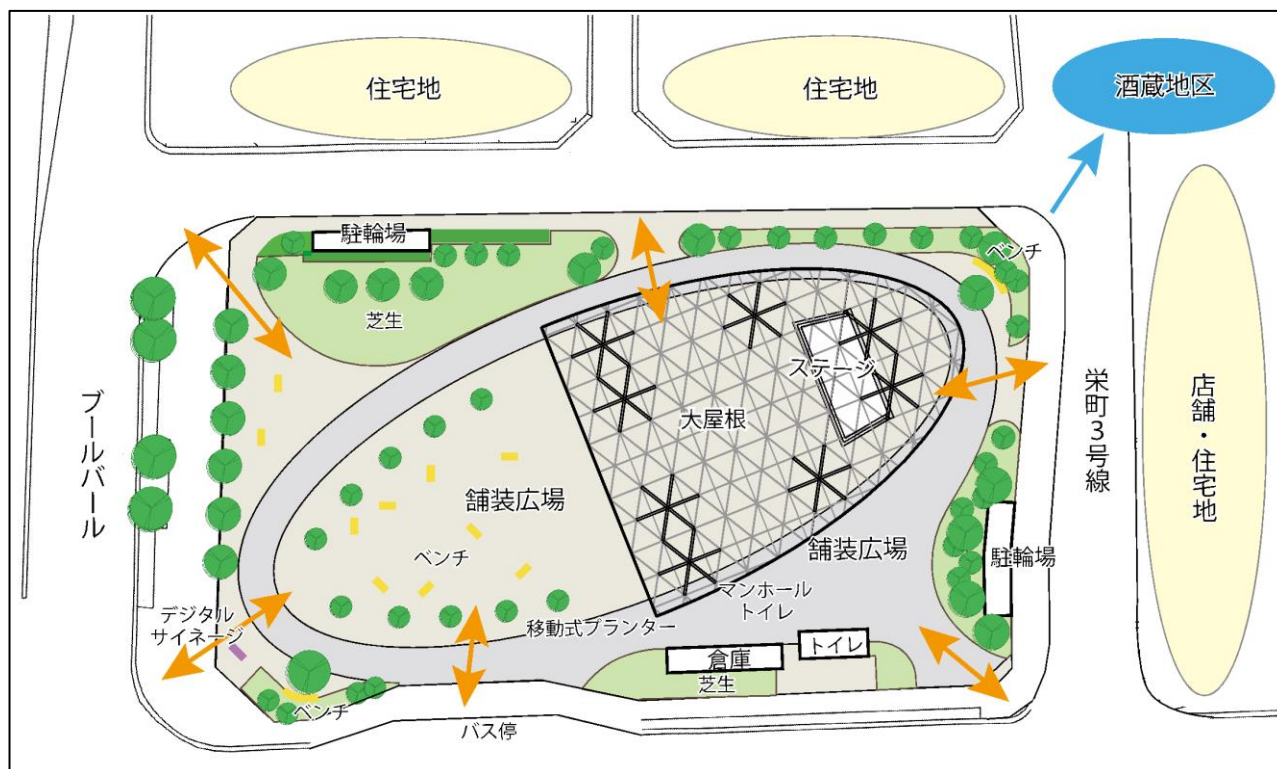 住宅地
住宅地
酒蔵地区
駐輪場
ベンチ
芝生
ステージ
大屋根
ブールバール
栄町3号線
店舗・住宅地
舗装広場
ベンチ
舗装広場
駐輪場
マンホール
トイレ
デジタル
サイネージ
移動式プランター
トイレ
倉庫
芝生
ベンチ
バス停